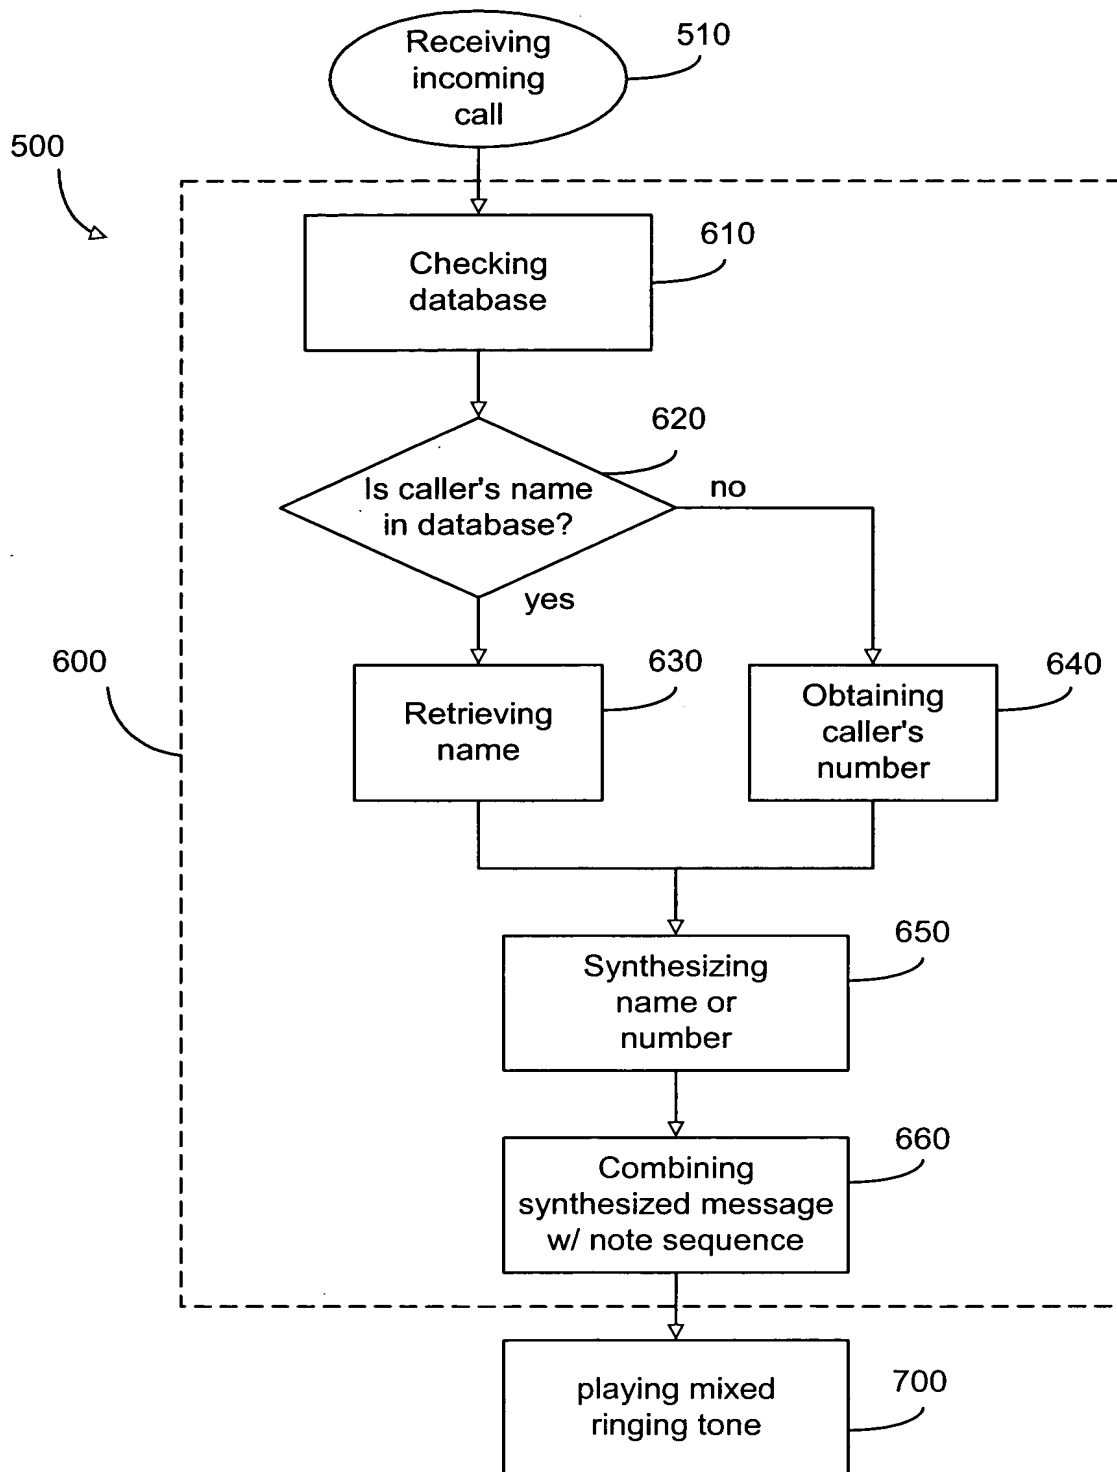 Receiving
incoming
call
510
500
Checking
database
610
620
Is caller's name
in database?
no
yes
600
Retrieving
name
630
Obtaining
caller's
number
640
Synthesizing
name or
number
650
Combining
synthesized message
w/ note sequence
660
playing mixed
ringing tone
700